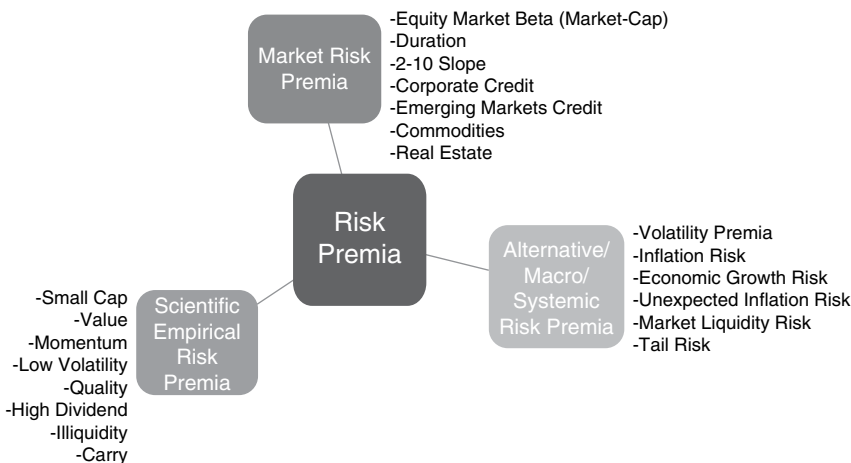 Market Risk
Premia
-Equity Market Beta (Market-Cap)
-Duration
-2-10 Slope
-Corporate Credit
-Emerging Markets Credit
-Commodities
-Real Estate
Risk
Premia
Alternative/
Macro/
Systemic
Risk Premia
-Volatility Premia
-Inflation Risk
-Economic Growth Risk
-Unexpected Inflation Risk
-Market Liquidity Risk
-Tail Risk
-Small Cap
-Value
-Momentum
-Low Volatility
-Quality
-High Dividend
-Illiquidity
-Carry
Scientific
Empirical
Risk
Premia